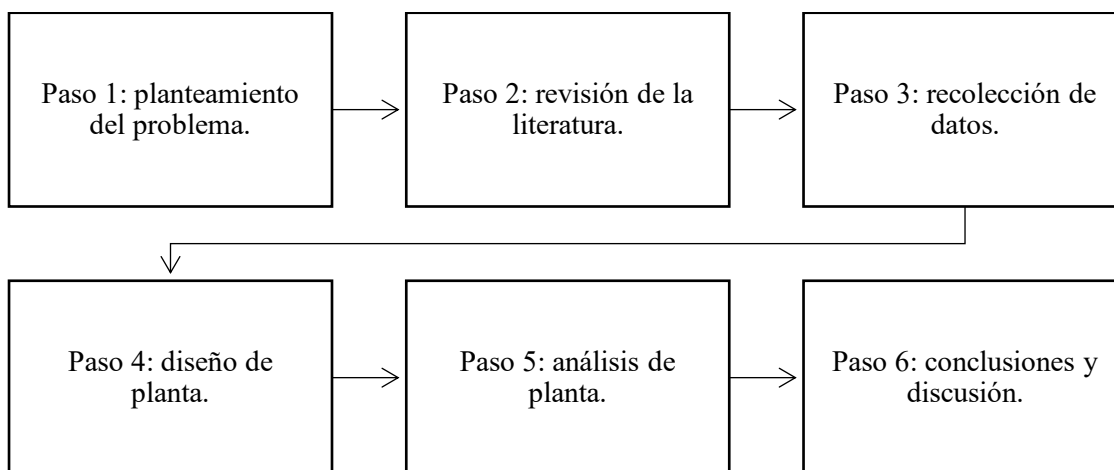 Paso 1: planteamiento
del problema.
Paso 2: revisión de la
literatura.
Paso 3: recolección de
datos.
Paso 4: diseño de
planta.
Paso 5: análisis de
planta.
Paso 6: conclusiones y
discusión.